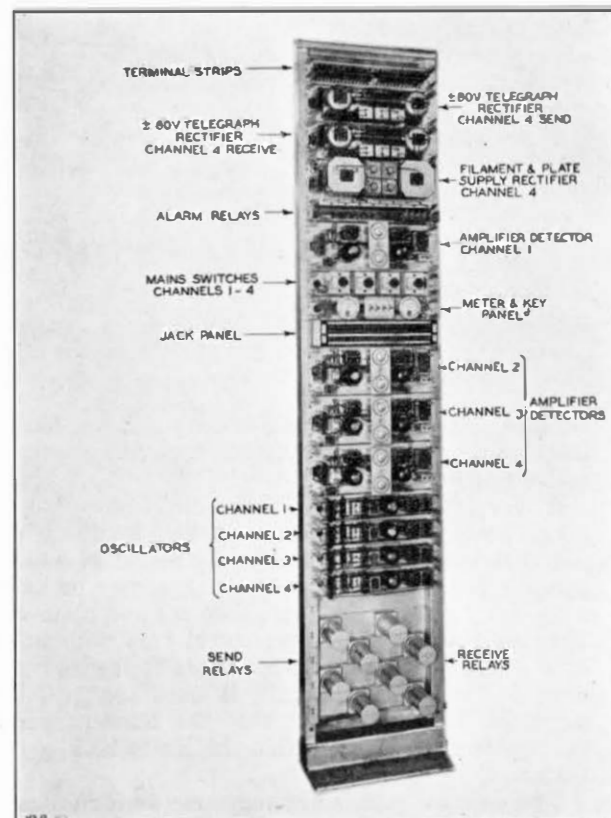 TERMINAL STRIPS
± 80V TELEGRAPH
RECTIFIER
CHANNEL 4 SEND
± 80V TELEGRAPH
RECTIFIER
CHANNEL 4 RECEIVE
FILAMENT & PLATE
SUPPLY RECTIFIER
CHANNEL 4
ALARM RELAYS
AMPLIFIER DETECTOR
CHANNEL 1
MAINS SWITCHES
CHANNELS 1-4
METER & KEY
PANEL
JACK PANEL
CHANNEL 2
CHANNEL 3
AMPLIFIER
DETECTORS
CHANNEL 4
CHANNEL 1
CHANNEL 2
OSCILLATORS
CHANNEL 3
CHANNEL 4
SEND
RELAYS
RECEIVE
RELAYS